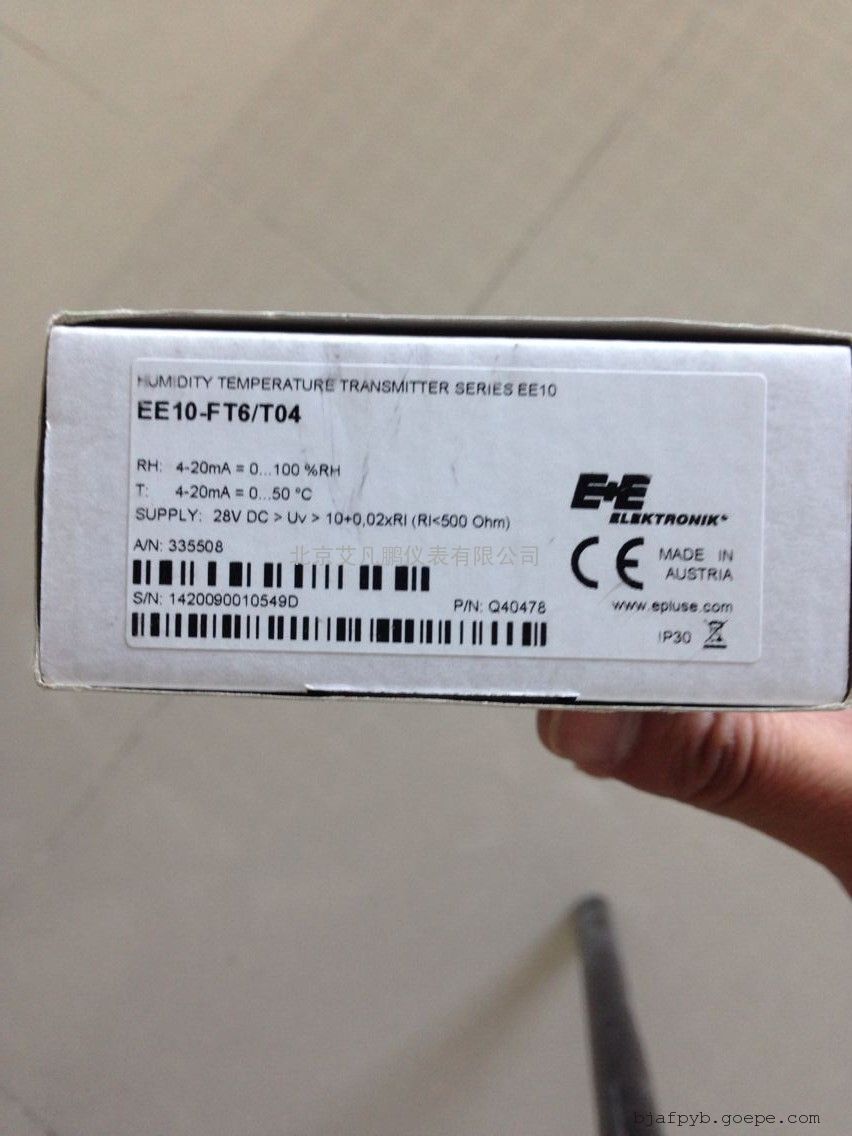 HUMIDITY TEMPERATURE TRANSMITTER SERIES EE10
EE10-FT6/T04
RH: 4-20mA = 0...100 %RH
T: 4-20mA = 0...50 °C
SUPPLY: 28V DC > Uv > 10+0,02xRl (Rl<500 Ohm)
A/N: 335508
S/N: 1420090010549D
P/N: Q40478
E+E
ELEKTRONIK®
CE
MADE IN
AUSTRIA
www.epluse.com
IP30
北京艾凡鹏仪表有限公司
bjafpyb.goepe.com